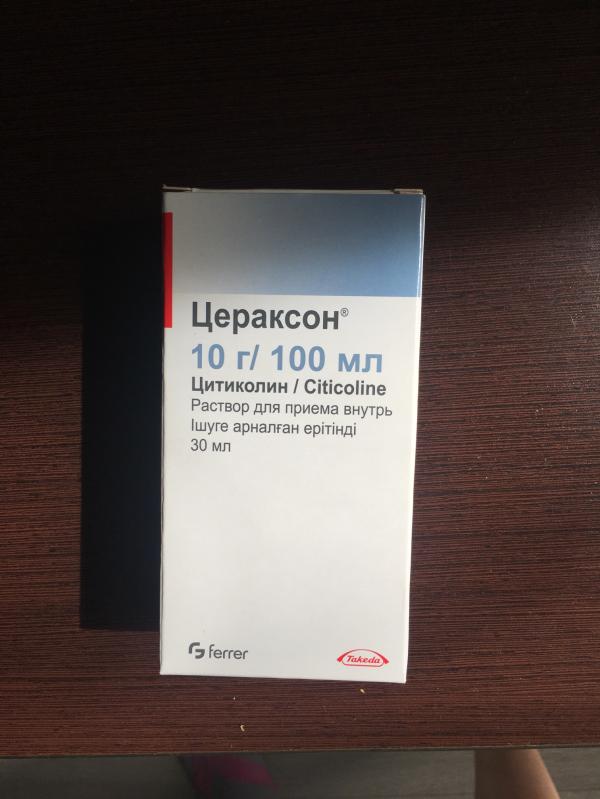 Цераксон®
10 г/ 100 мл
Цитиколин / Citicoline
Раствор для приема внутрь
Ішуге арналған ерітінді
30 мл
ferrer
Takeda